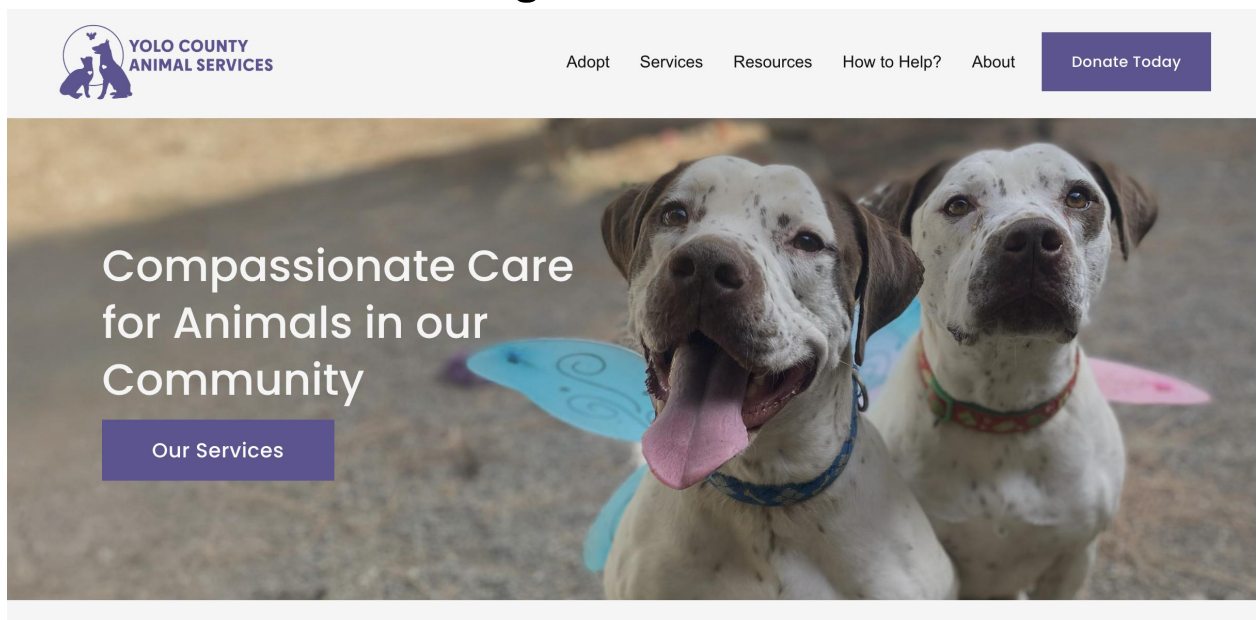 YOLO COUNTY
ANIMAL SERVICES
Adopt Services Resources How to Help? About Donate Today
Compassionate Care
for Animals in our
Community
Our Services